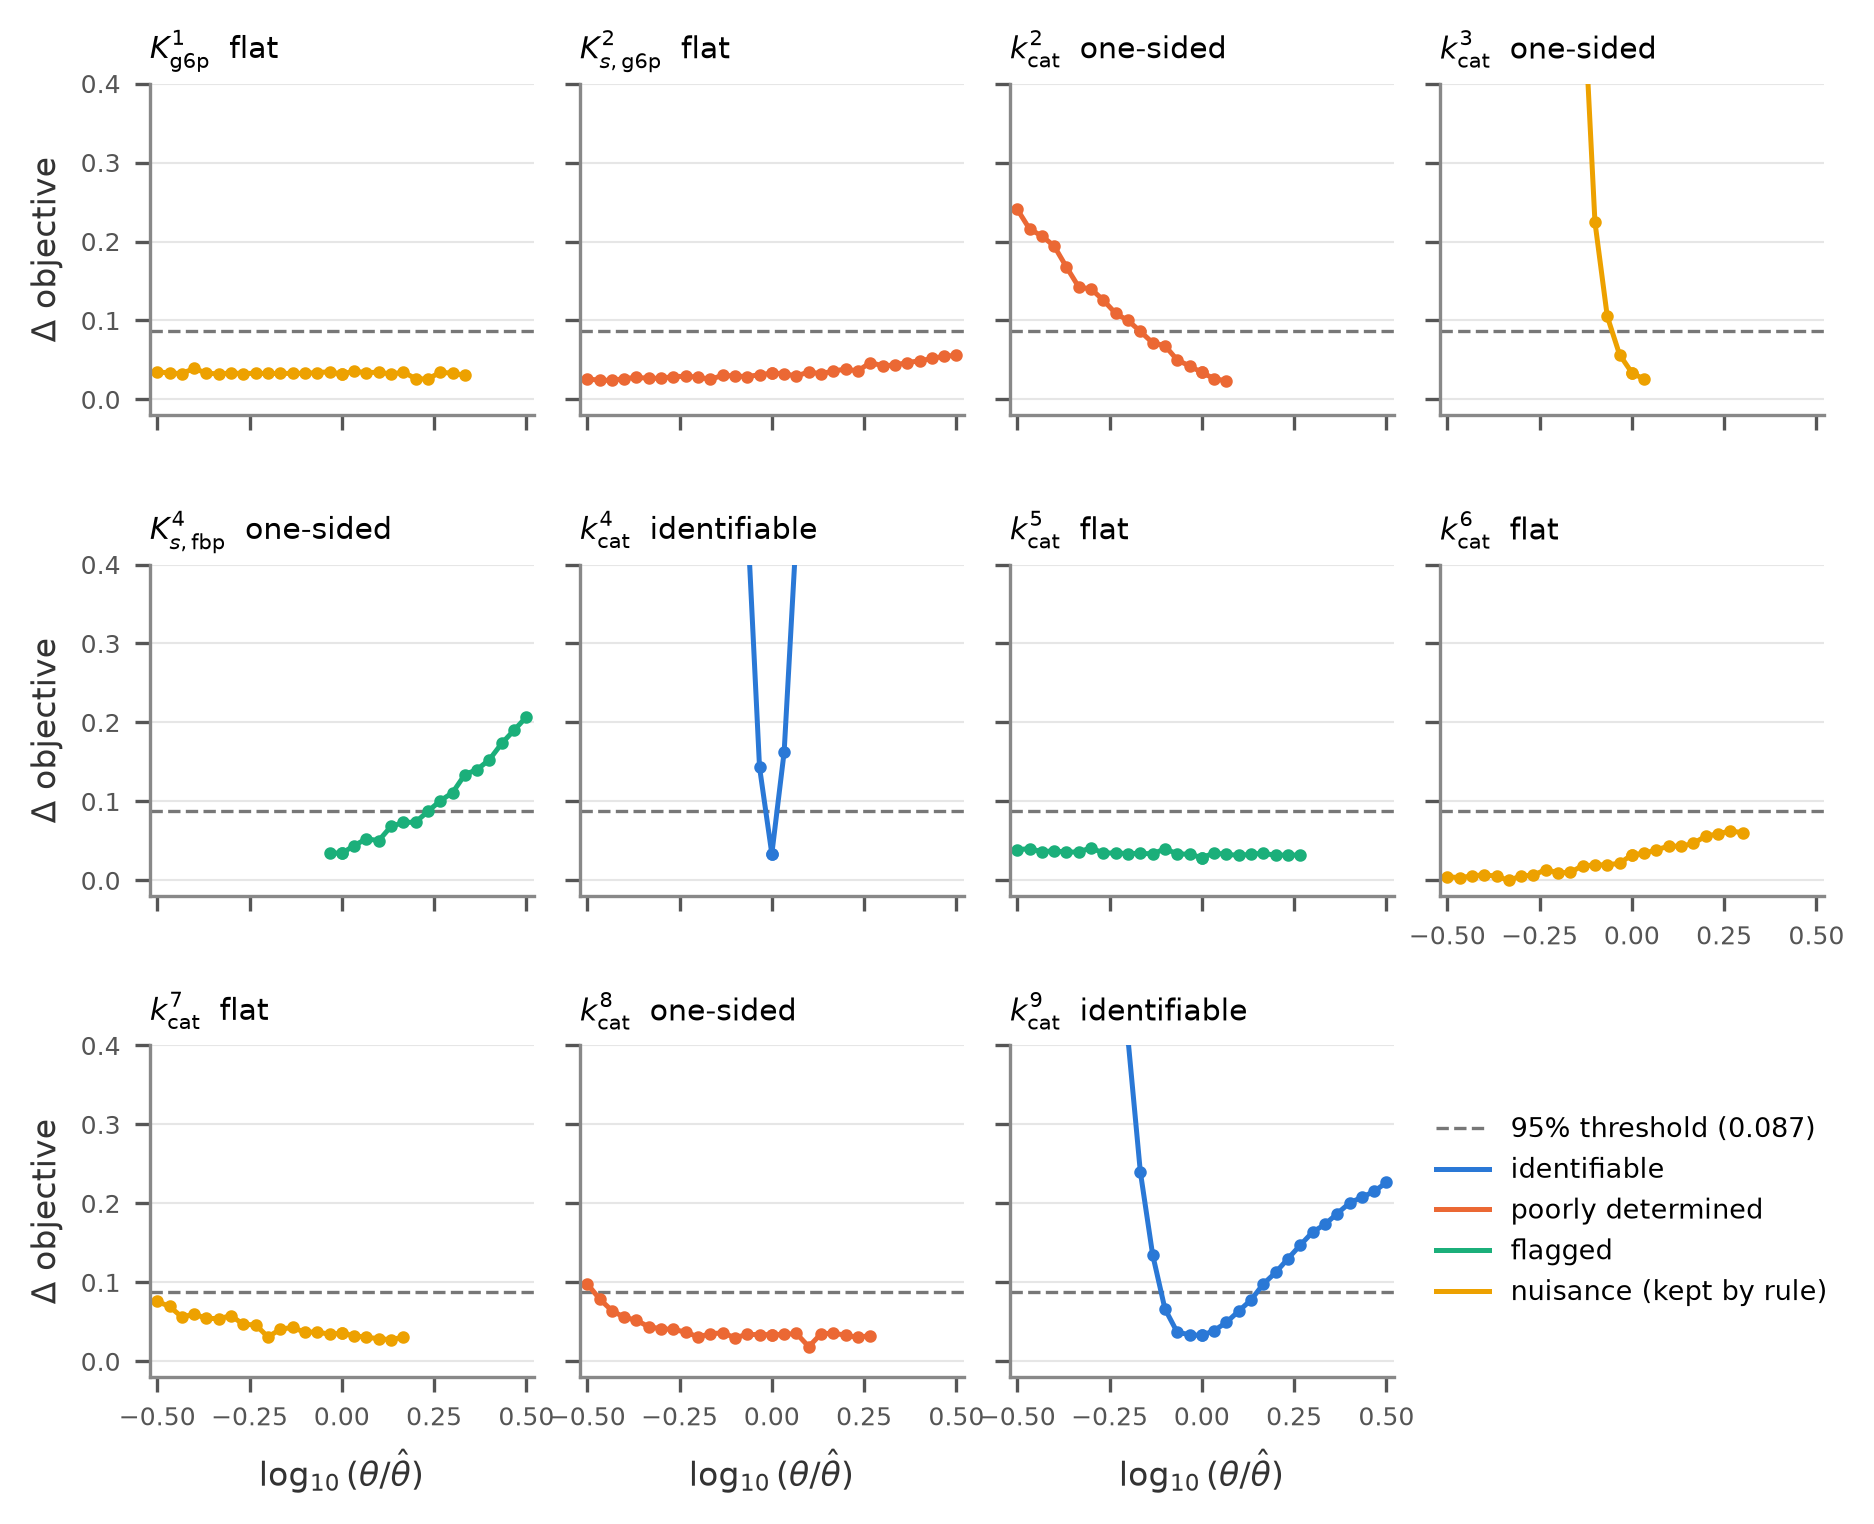 K¹g6p flat
K²s, g6p flat
k²cat one-sided
k³cat one-sided
Δ objective
0.4
0.3
0.2
0.1
0.0
K⁴s, fbp one-sided
k⁴cat identifiable
k⁵cat flat
k⁶cat flat
Δ objective
0.4
0.3
0.2
0.1
0.0
−0.50 −0.25 0.00 0.25 0.50
k⁷cat flat
k⁸cat one-sided
k⁹cat identifiable
Δ objective
0.4
0.3
0.2
0.1
0.0
−0.50 −0.25 0.00 0.25 0.50
−0.50 −0.25 0.00 0.25 0.50
−0.50 −0.25 0.00 0.25 0.50
log₁₀ (θ/θ̂)
log₁₀ (θ/θ̂)
log₁₀ (θ/θ̂)
95% threshold (0.087)
identifiable
poorly determined
flagged
nuisance (kept by rule)